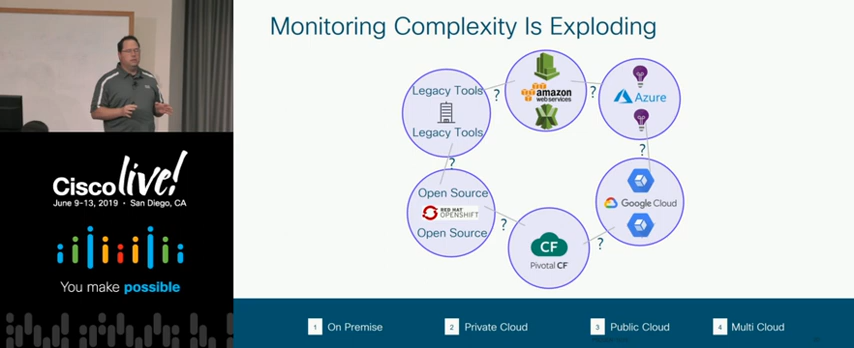 Monitoring Complexity Is Exploding
Legacy Tools
Legacy Tools
?
amazon
web services
?
Azure
?
Google Cloud
?
CF
Pivotal CF
?
Open Source
RED HAT
OPENSHIFT
Open Source
?
Cisco live!
June 9-13, 2019 • San Diego, CA
You make possible
1 On Premise
2 Private Cloud
3 Public Cloud
4 Multi Cloud